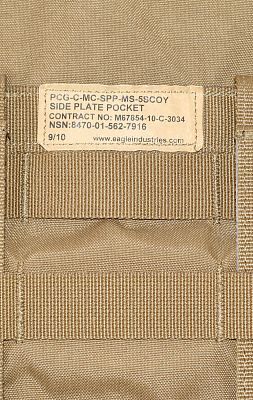 PCG-C-MC-SPP-MS-5SCOY
SIDE PLATE POCKET
CONTRACT NO: M67854-10-C-3034
NSN:8470-01-562-7916
9/10 www.eagleindustries.com